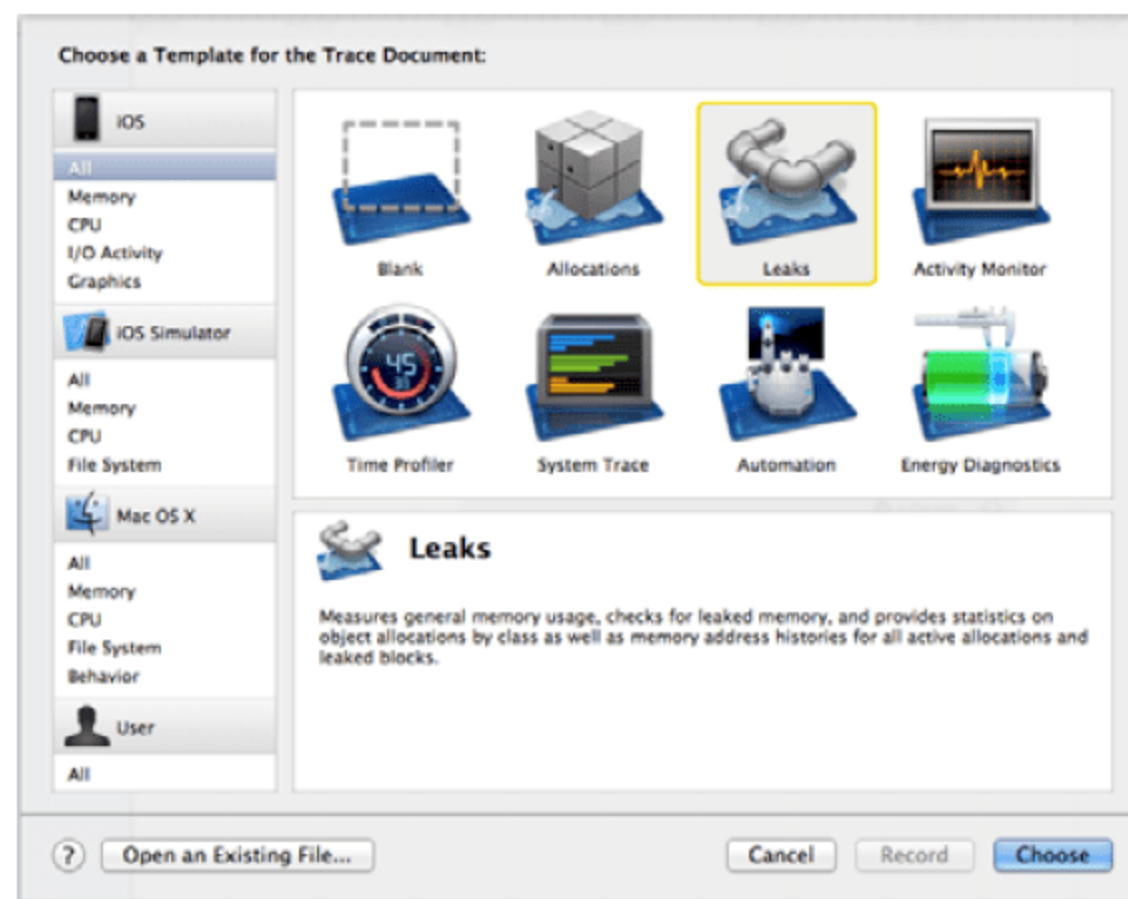 Choose a Template for the Trace Document:
iOS
All
Memory
CPU
I/O Activity
Graphics
iOS Simulator
All
Memory
CPU
File System
Mac OS X
All
Memory
CPU
File System
Behavior
User
All
Blank
Allocations
Leaks
Activity Monitor
45
Time Profiler
System Trace
Automation
Energy Diagnostics
Leaks
Measures general memory usage, checks for leaked memory, and provides statistics on
object allocations by class as well as memory address histories for all active allocations and
leaked blocks.
?
Open an Existing File...
Cancel
Record
Choose